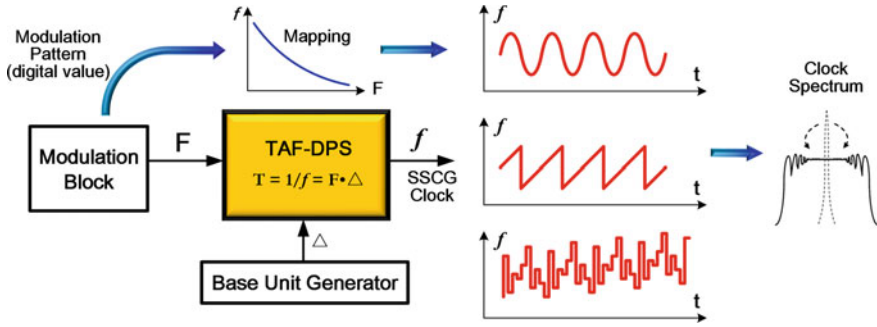 Modulation
Pattern
(digital value)
f
Mapping
F
Modulation
Block
F
TAF-DPS
T = 1/f = F•△
f
SSCG
Clock
△
Base Unit Generator
f
t
f
t
f
t
Clock
Spectrum